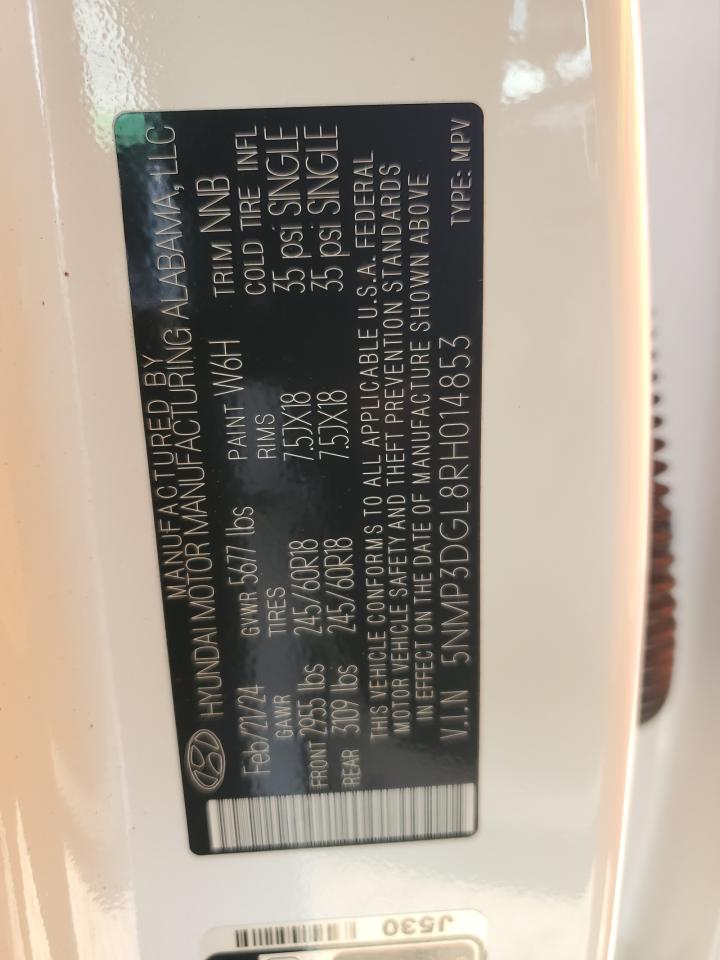 MANUFACTURED BY
HYUNDAI MOTOR MANUFACTURING ALABAMA, LLC
Feb/21/24 GVWR 5677 lbs PAINT W6H TRIM NNB
GAWR TIRES RIMS COLD TIRE INFL
FRONT 2955 lbs 245/60R18 7.5JX18 35 psi SINGLE
REAR 3109 lbs 245/60R18 7.5JX18 35 psi SINGLE
THIS VEHICLE CONFORMS TO ALL APPLICABLE U.S.A. FEDERAL
MOTOR VEHICLE SAFETY AND THEFT PREVENTION STANDARDS
IN EFFECT ON THE DATE OF MANUFACTURE SHOWN ABOVE
V.I.N 5NMP3DGL8RH014853 TYPE: MPV
J530